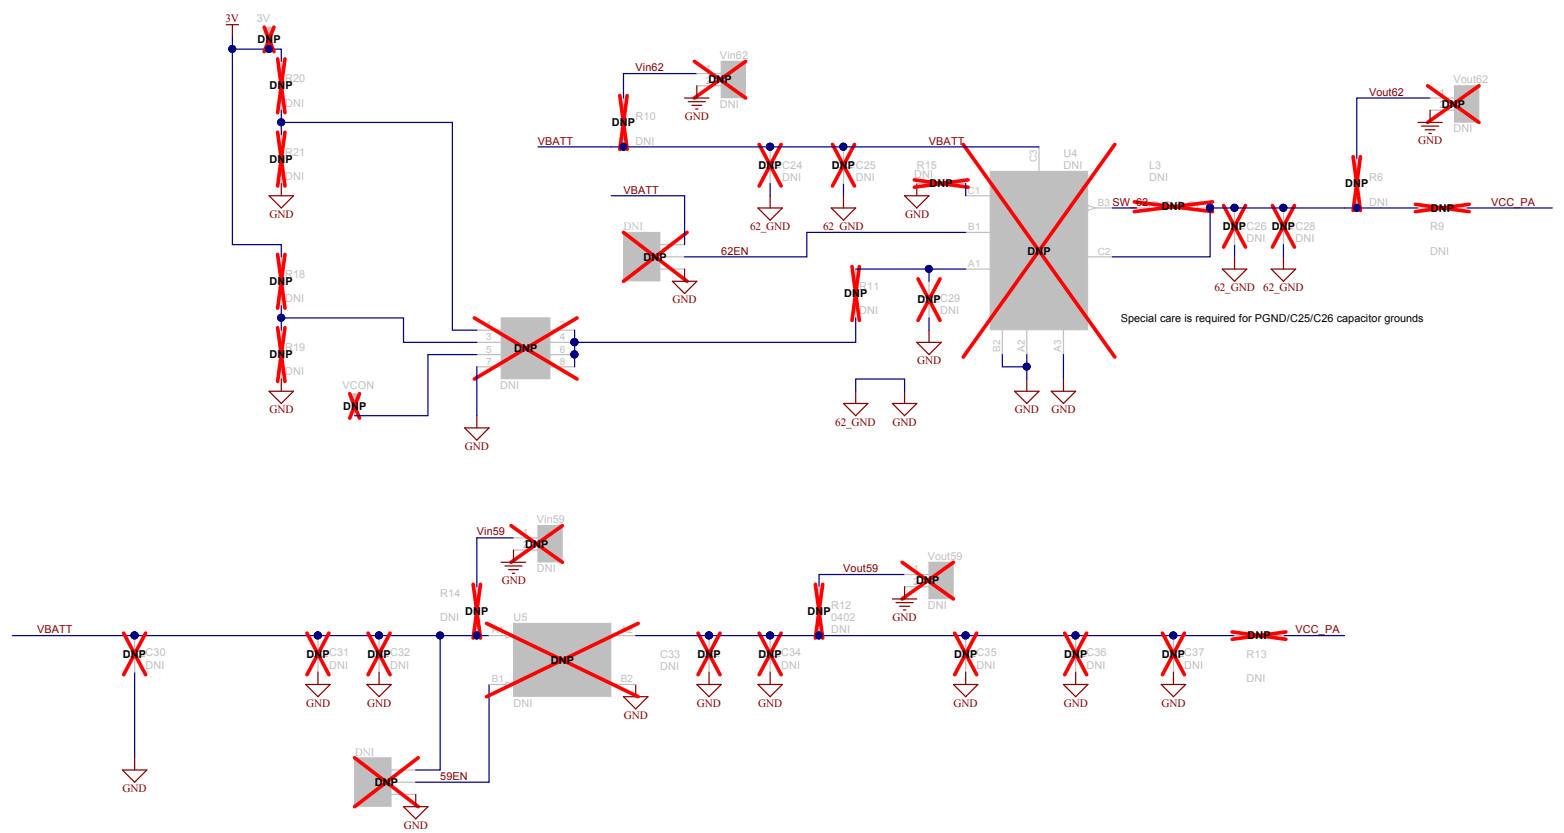 3V
3V
DNP
R20
DNP
DNI
R21
DNP
DNI
GND
R18
DNP
DNI
R19
DNP
DNI
GND
VCON
DNP
3
5
7
4
6
8
DNP
DNI
GND
Vin62
Vin62
DNP
DNI
GND
R10
DNP
DNI
VBATT
VBATT
C24
DNP
DNI
62_GND
C25
DNP
DNI
62_GND
VBATT
DNI
DNP
62EN
GND
R15
DNI
DNP
GND
U4
DNI
C3
C1
B1
A1
B3
C2
B2
A2
A3
DNP
R11
DNP
DNI
C29
DNP
DNI
GND
62_GND
GND
GND
GND
L3
DNI
SW_62
DNP
C26
DNP
DNI
62_GND
C28
DNP
DNI
62_GND
Vout62
Vout62
DNP
DNI
GND
R6
DNP
DNI
DNP
R9
DNI
VCC_PA
Special care is required for PGND/C25/C26 capacitor grounds
Vin59
Vin59
DNP
DNI
GND
R14
DNP
DNI
VBATT
C30
DNP
DNI
GND
C31
DNP
DNI
GND
C32
DNP
DNI
GND
U5
DNP
B1
B2
DNI
GND
DNI
DNP
59EN
GND
Vout59
Vout59
DNP
DNI
GND
R12
DNP
0402
DNI
C33
DNP
DNI
GND
C34
DNP
DNI
GND
C35
DNP
DNI
GND
C36
DNP
DNI
GND
C37
DNP
DNI
GND
DNP
R13
DNI
VCC_PA